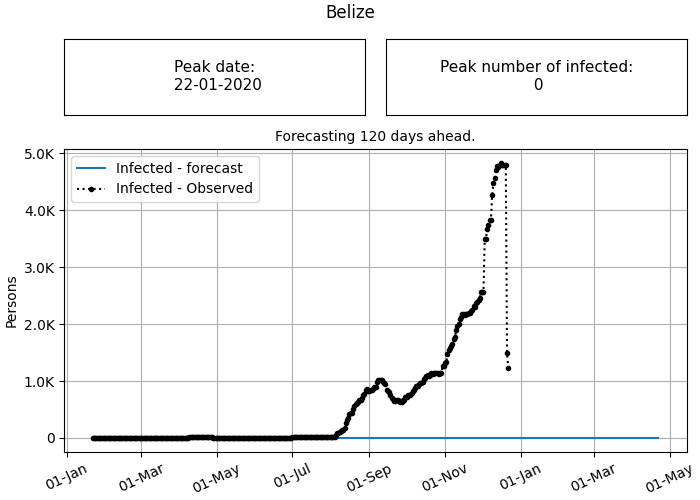 Belize
Peak date:
22-01-2020
Peak number of infected:
0
Forecasting 120 days ahead.
Infected - forecast
Infected - Observed
5.0K
4.0K
3.0K
2.0K
1.0K
0
Persons
01-Jan
01-Mar
01-May
01-Jul
01-Sep
01-Nov
01-Jan
01-Mar
01-May